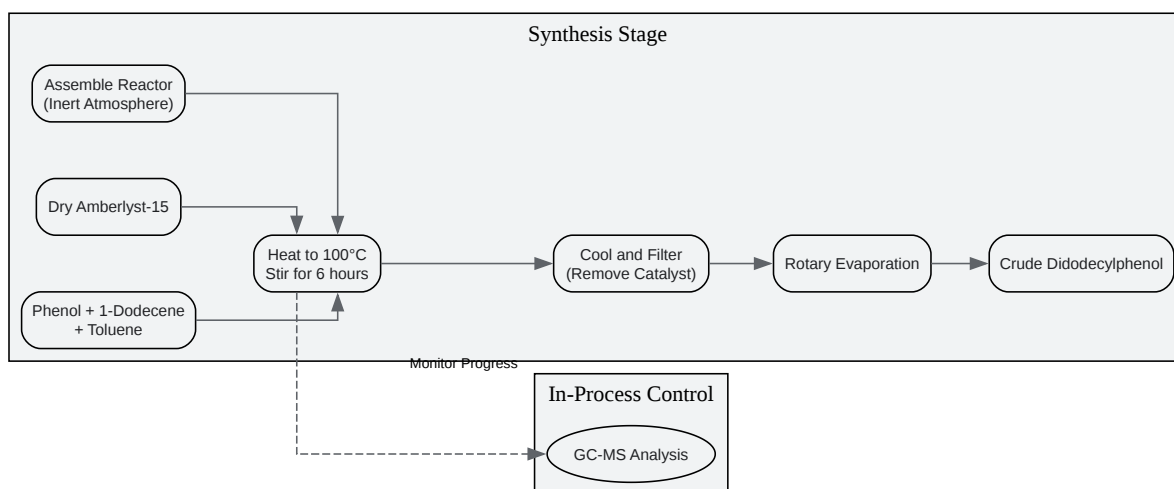 Synthesis Stage
Assemble Reactor
(Inert Atmosphere)
Dry Amberlyst-15
Phenol + 1-Dodecene
+ Toluene
Heat to 100°C
Stir for 6 hours
Cool and Filter
(Remove Catalyst)
Rotary Evaporation
Crude Didodecylphenol
Monitor Progress
In-Process Control
GC-MS Analysis